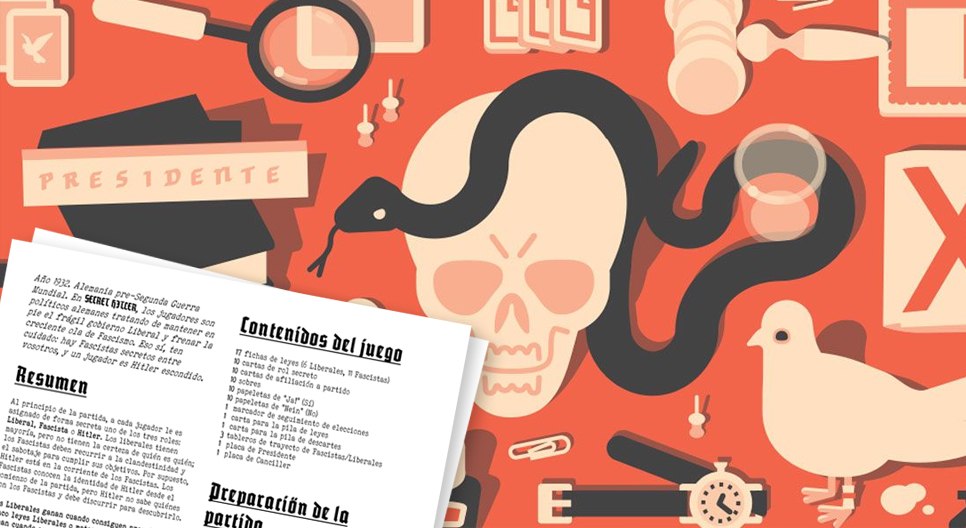 PRESIDENTE
Año 1932. Alemania pre-Segunda Guerra
Mundial. En SECRET HITLER, los jugadores son
políticos alemanes tratando de mantener en
pie el frágil gobierno Liberal y frenar la
creciente ola de Fascismo. Eso sí, ten
cuidado: hay Fascistas secretos entre
vosotros, y un jugador es Hitler escondido.
Resumen
Al principio de la partida, a cada jugador le es
asignado de forma secreta uno de los tres roles:
Liberal, Fascista o Hitler. Los liberales tienen
mayoría, pero no tienen la certeza de quién es quién;
los Fascistas deben recurrir a la clandestinidad y
el sabotaje para cumplir sus objetivos. Por supuesto,
Hitler está en la corriente de los Fascistas. Los
Fascistas conocen la identidad de Hitler desde el
comienzo de la partida, pero Hitler no sabe quiénes
son los Fascistas y debe discurrir para descubrirlo.
Los Liberales ganan cuando consiguen
Contenidos del juego
17 fichas de leyes (6 Liberales, 11 Fascistas)
10 cartas de rol secreto
10 cartas de afiliación a partido
10 sobres
10 papeletas de "Ja!" (Sí)
10 papeletas de "Nein" (No)
1 marcador de seguimiento de elecciones
1 carta para la pila de leyes
1 carta para la pila de descartes
3 tableros de trayecto de Fascistas/Liberales
1 placa de Presidente
1 placa de Canciller
Preparación de la
partida
X